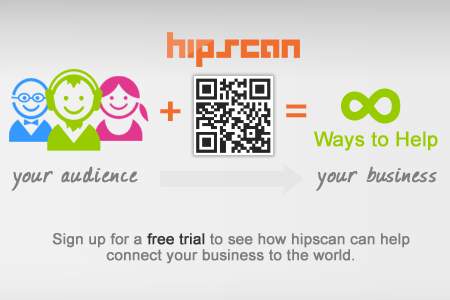 hipscan
+ =
Ways to Help
your audience your business
Sign up for a free trial to see how hipscan can help
connect your business to the world.